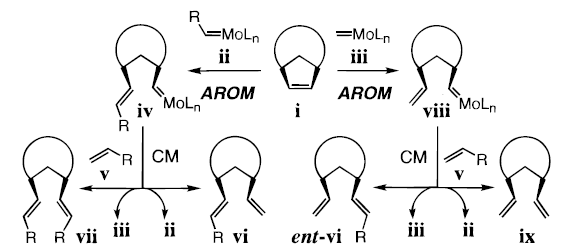 R
=MoLn =MoLn
ii iii
AROM i AROM
MoLn MoLn
iv viii
R
R CM CM R
v v
R R R
vii iii ii vi ent-vi iii ii ix